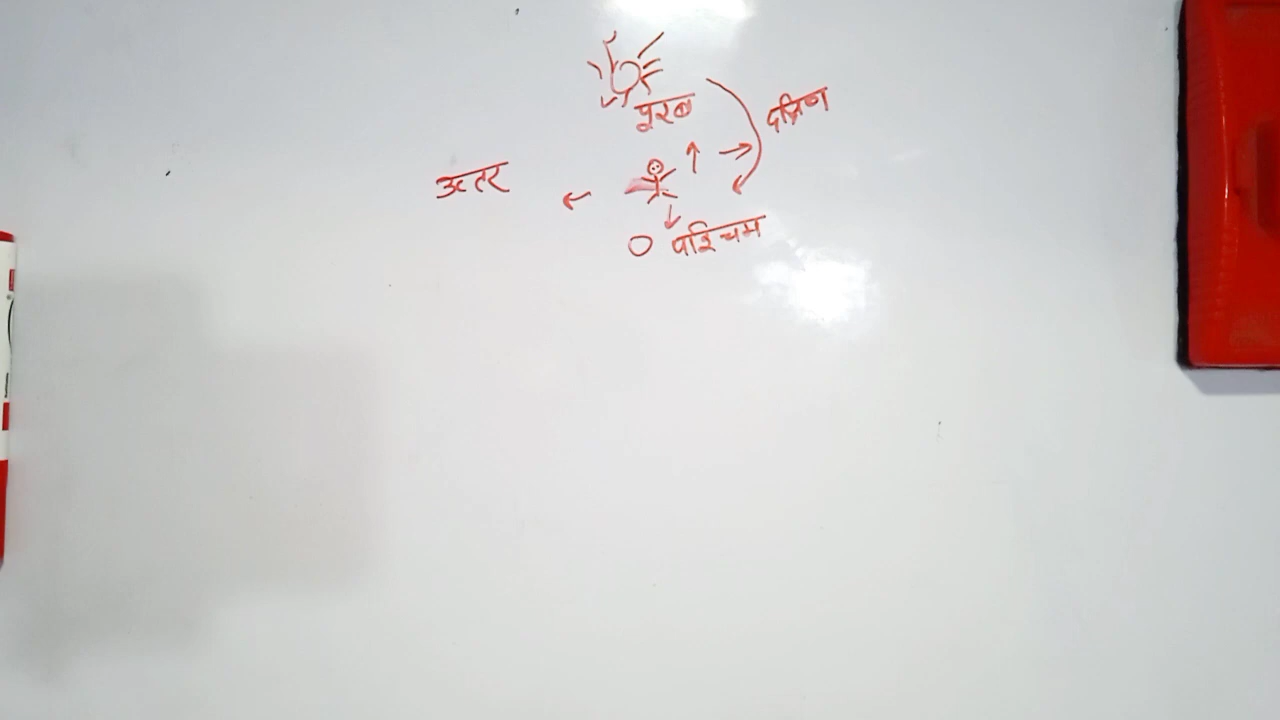 पूरब
दक्षिण
उत्तर
पश्चिम